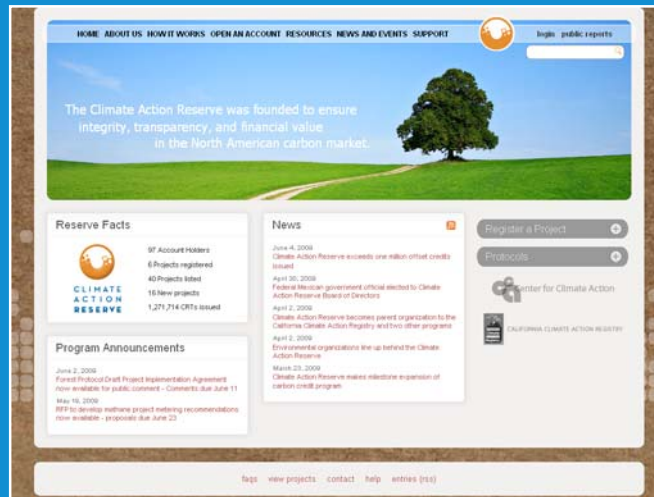 HOME ABOUT US HOW IT WORKS OPEN AN ACCOUNT RESOURCES NEWS AND EVENTS SUPPORT
login public reports
The Climate Action Reserve was founded to ensure
integrity, transparency, and financial value
in the North American carbon market.
Reserve Facts
CLIMATE
ACTION
RESERVE
97 Account Holders
6 Projects registered
40 Projects listed
16 New projects
1,271,714 CRTs issued
Program Announcements
June 2, 2009
Forest Protocol Draft Project Implementation Agreement
now available for public comment - Comments due June 11
May 16, 2009
RFP to develop methane project metering recommendations
now available - proposals due June 23
News
June 4, 2009
Climate Action Reserve exceeds one million offset credits
issued
April 30, 2009
Federal Mexican government official elected to Climate
Action Reserve Board of Directors
April 2, 2009
Climate Action Reserve becomes parent organization to the
California Climate Action Registry and two other programs
April 2, 2009
Environmental organizations line up behind the Climate
Action Reserve
March 23, 2009
Climate Action Reserve makes milestone expansion of
carbon credit program
Register a Project
Protocols
Center for Climate Action
CALIFORNIA CLIMATE ACTION REGISTRY
faqs view projects contact help entries (rss)